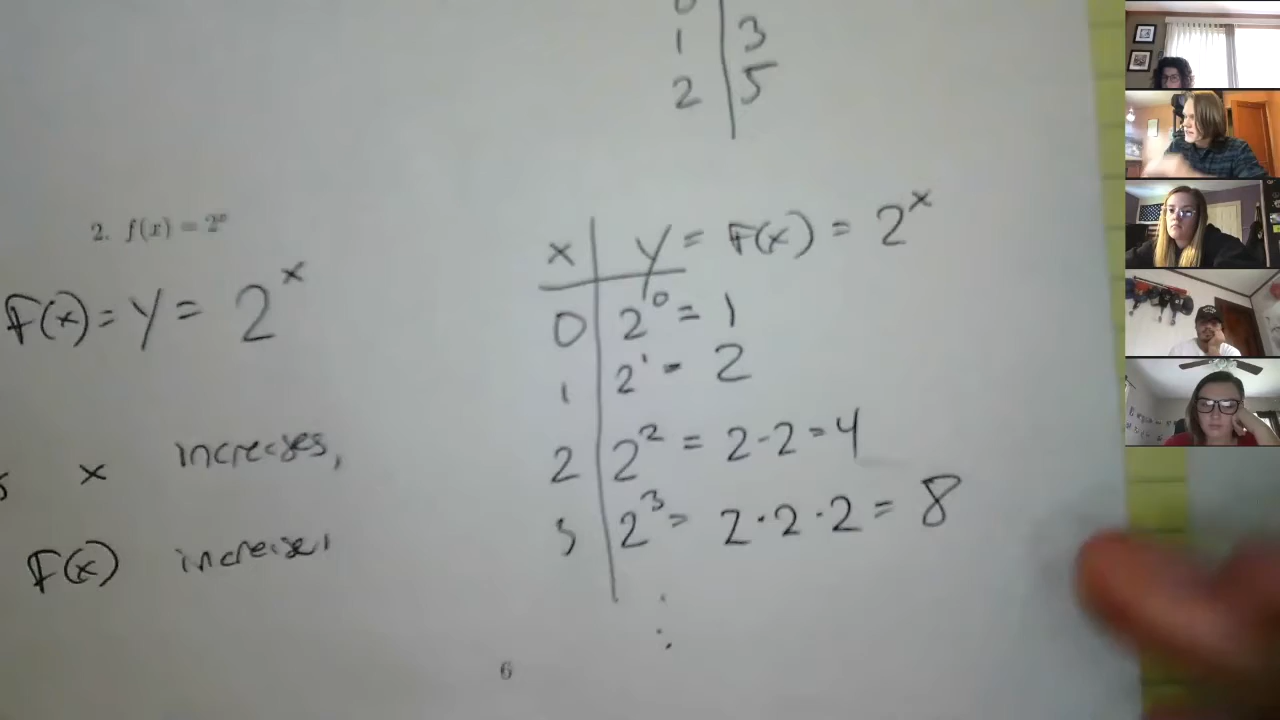 0
1 3
2 5
2. f(x) = 2^x
F(x) = y = 2^x
x increases,
F(x) increases
x y = F(x) = 2^x
0 2^0 = 1
1 2^1 = 2
2 2^2 = 2·2 = 4
3 2^3 = 2·2·2 = 8
6